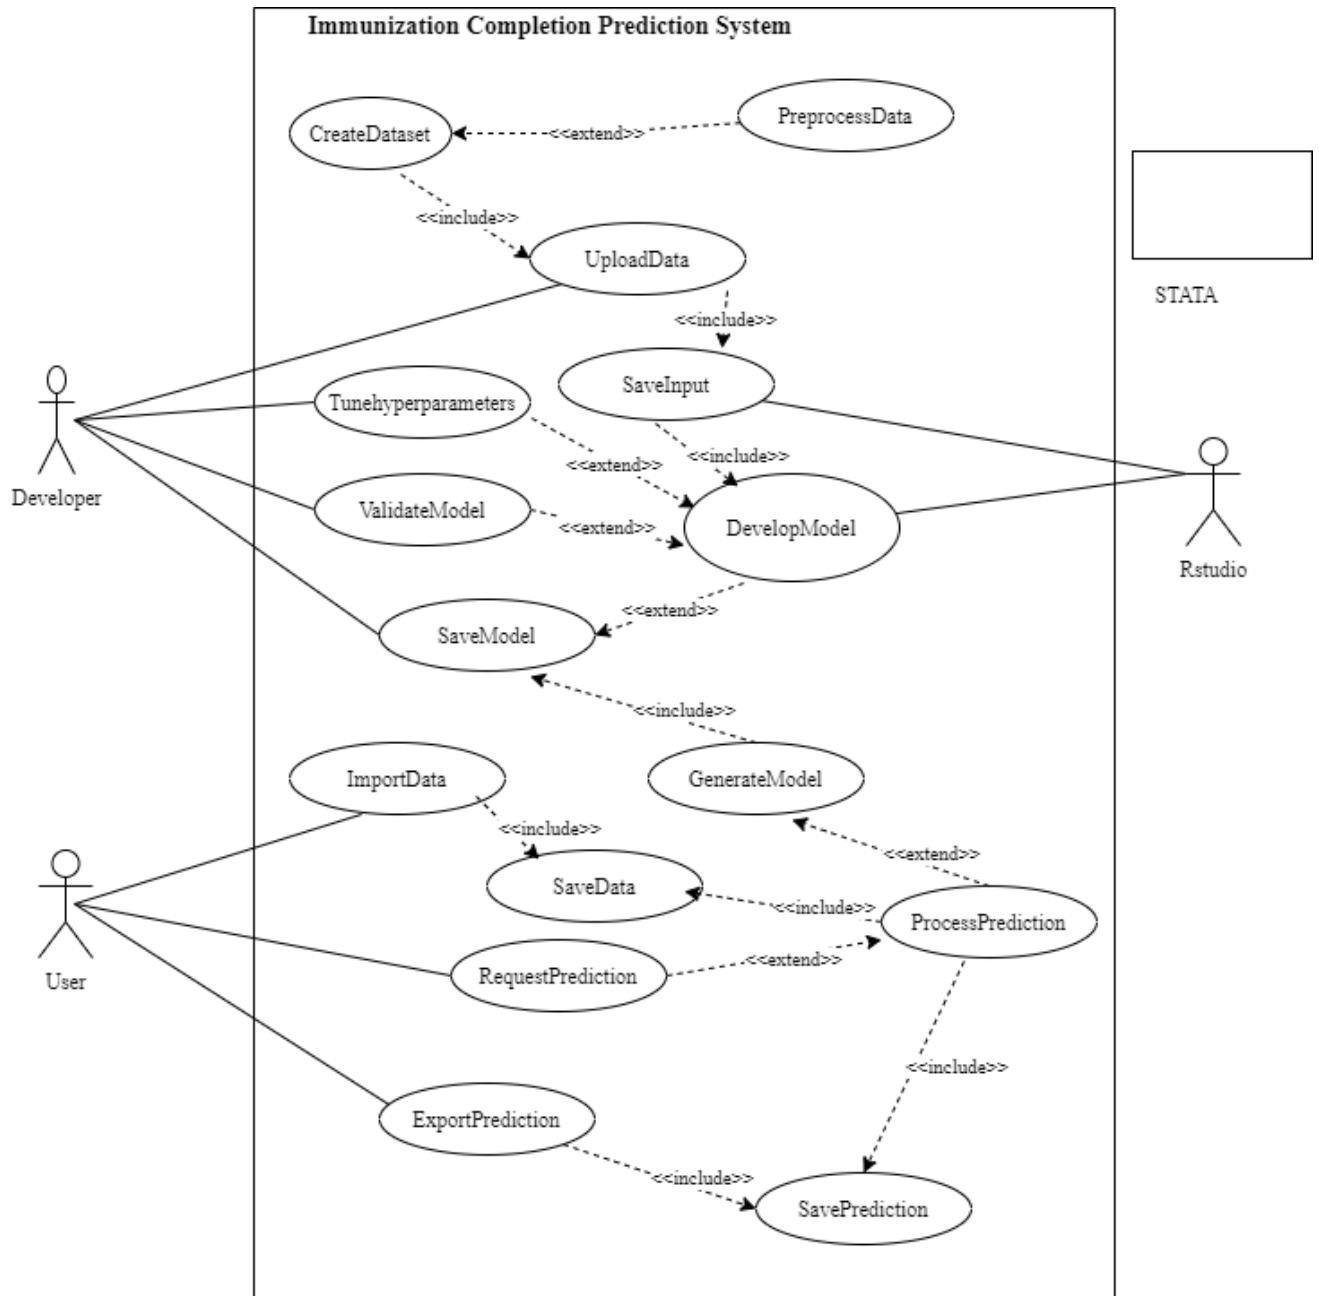 Immunization Completion Prediction System
PreprocessData
CreateDataset
<<extend>>
<<include>>
UploadData
STATA
<<include>>
SaveInput
Tunehyperparameters
<<include>>
<<extend>>
Developer
ValidateModel
<<extend>>
DevelopModel
Rstudio
<<extend>>
SaveModel
<<include>>
ImportData
GenerateModel
<<include>>
<<extend>>
SaveData
<<include>>
ProcessPrediction
<<extend>>
RequestPrediction
User
<<include>>
ExportPrediction
<<include>>
SavePrediction